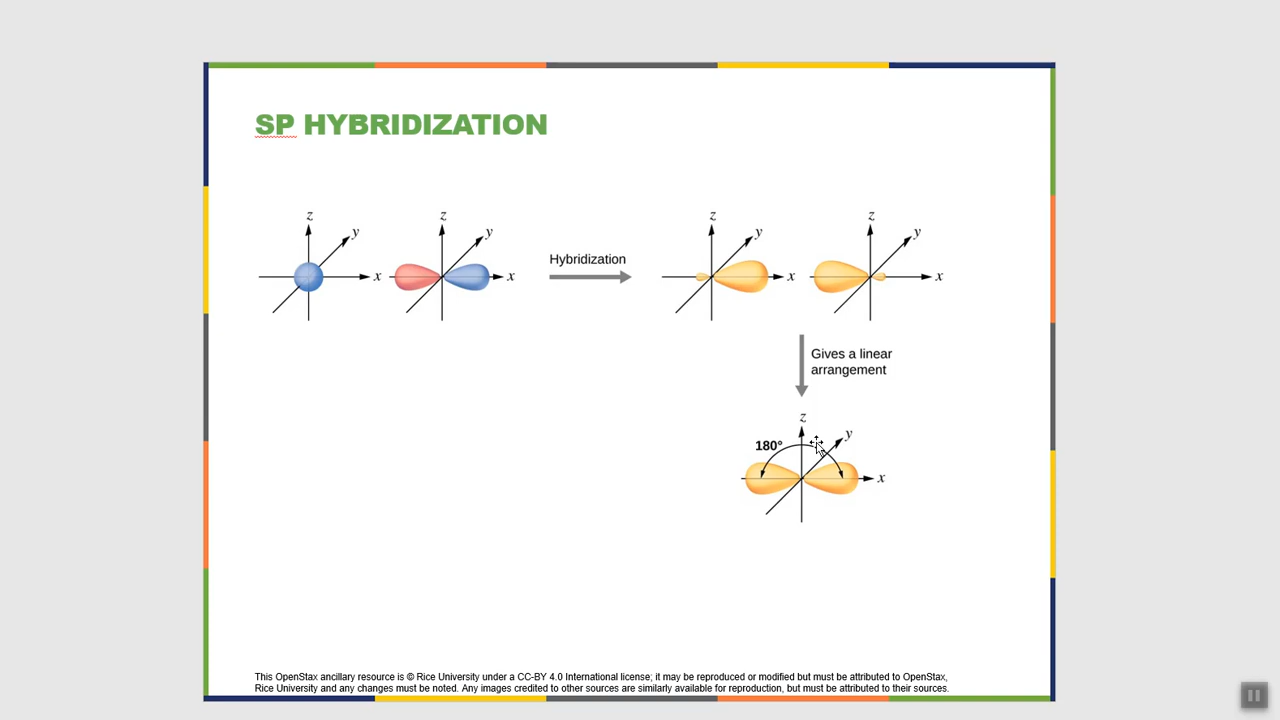 SP HYBRIDIZATION
z
y
x
z
y
x
Hybridization
z
y
x
z
y
x
Gives a linear
arrangement
z
y
180°
x
This OpenStax ancillary resource is © Rice University under a CC-BY 4.0 International license; it may be reproduced or modified but must be attributed to OpenStax,
Rice University and any changes must be noted. Any images credited to other sources are similarly available for reproduction, but must be attributed to their sources.